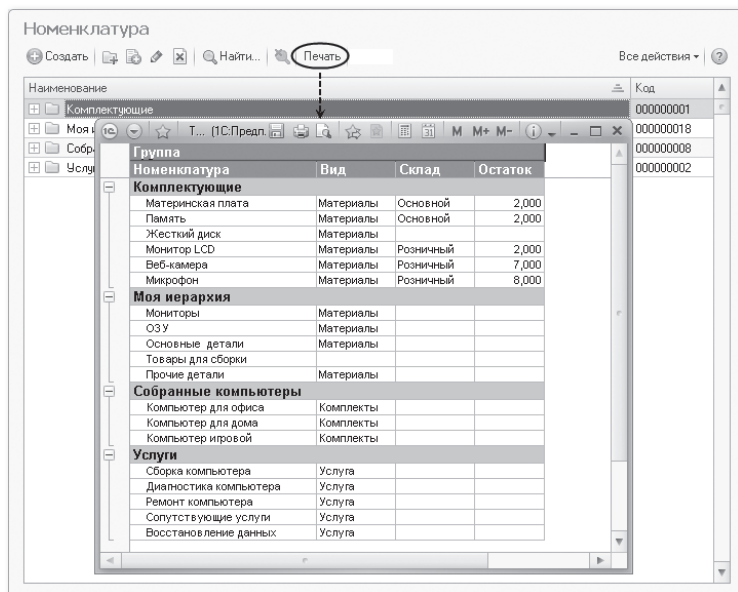 Номенклатура
Создать Найти... Печать Все действия ?
Наименование Код
Комплектующие 000000001
Моя 000000018
Собр 000000008
Услу 000000002
1С Т... (1С:Предп. 31 M M+ M- i
Группа
Номенклатура Вид Склад Остаток
Комплектующие
Материнская плата Материалы Основной 2,000
Память Материалы Основной 2,000
Жесткий диск Материалы
Монитор LCD Материалы Розничный 2,000
Веб-камера Материалы Розничный 7,000
Микрофон Материалы Розничный 8,000
Моя иерархия
Мониторы Материалы
ОЗУ Материалы
Основные детали Материалы
Товары для сборки
Прочие детали Материалы
Собранные компьютеры
Компьютер для офиса Комплекты
Компьютер для дома Комплекты
Компьютер игровой Комплекты
Услуги
Сборка компьютера Услуга
Диагностика компьютера Услуга
Ремонт компьютера Услуга
Сопутствующие услуги Услуга
Восстановление данных Услуга